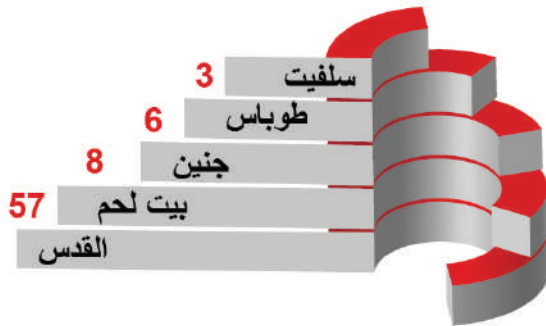 3 سلفيت
6 طوباس
8 جنين
57 بيت لحم
القدس